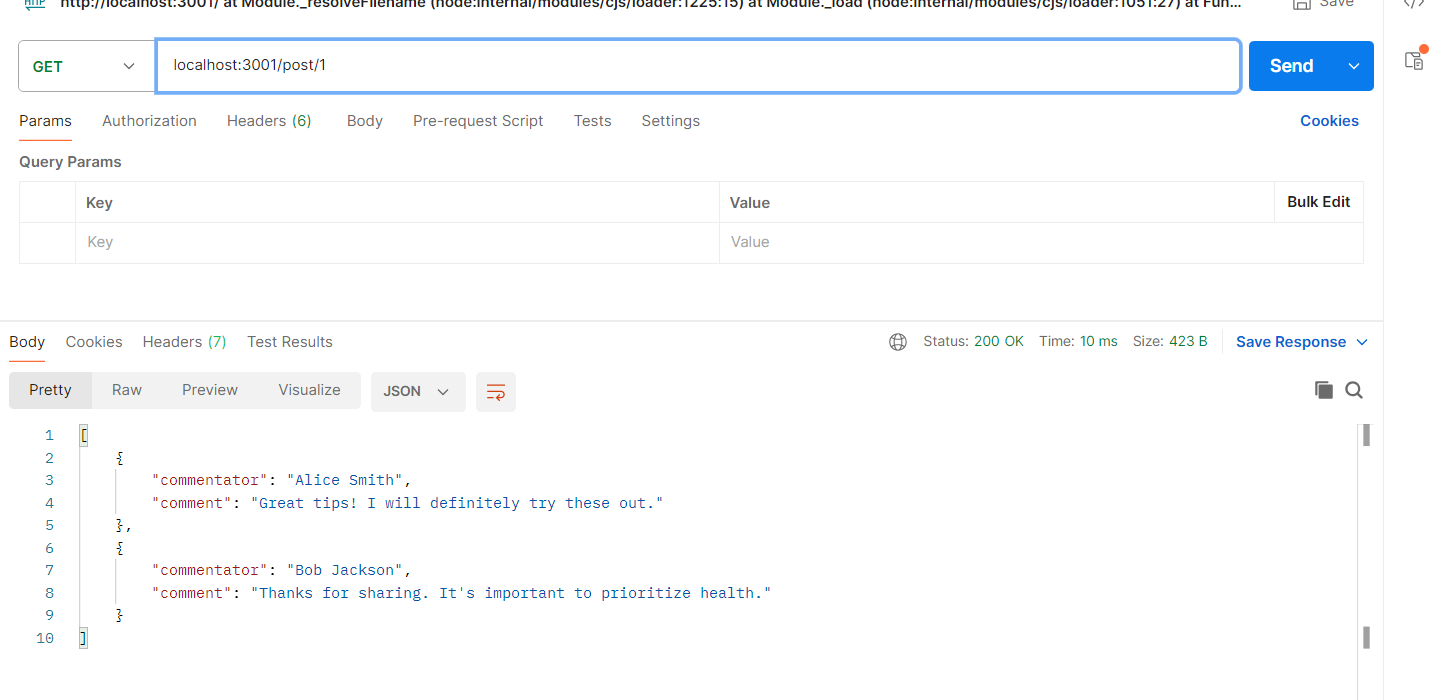 HTTP http://localhost:3001/ at Module._resolveFilename (node:internal/modules/cjs/loader:1225:15) at Module._load (node:internal/modules/cjs/loader:1051:27) at Fun... Save </>
GET localhost:3001/post/1 Send
Params Authorization Headers (6) Body Pre-request Script Tests Settings Cookies
Query Params
Key Value Bulk Edit
Key Value
Body Cookies Headers (7) Test Results Status: 200 OK Time: 10 ms Size: 423 B Save Response
Pretty Raw Preview Visualize JSON
1 [
2 {
3 "commentator": "Alice Smith",
4 "comment": "Great tips! I will definitely try these out."
5 },
6 {
7 "commentator": "Bob Jackson",
8 "comment": "Thanks for sharing. It's important to prioritize health."
9 }
10 ]